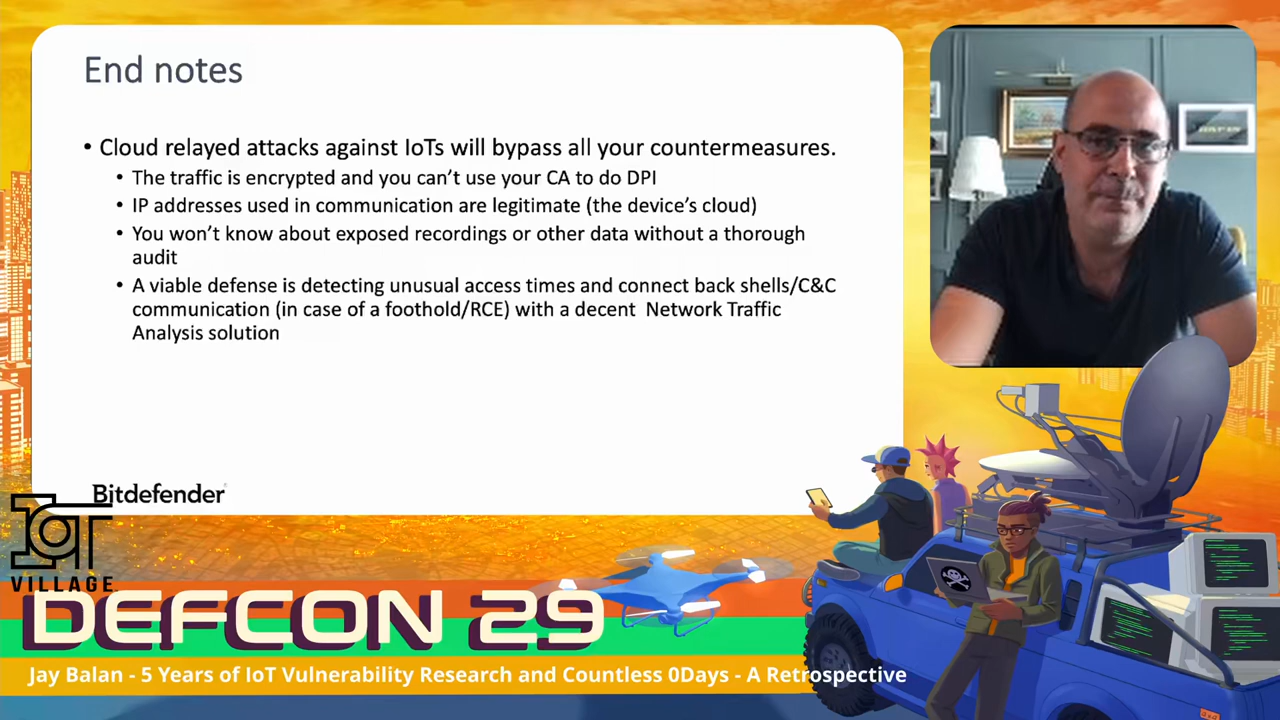 End notes
• Cloud relayed attacks against IoTs will bypass all your countermeasures.
• The traffic is encrypted and you can't use your CA to do DPI
• IP addresses used in communication are legitimate (the device's cloud)
• You won't know about exposed recordings or other data without a thorough
audit
• A viable defense is detecting unusual access times and connect back shells/C&C
communication (in case of a foothold/RCE) with a decent Network Traffic
Analysis solution
Bitdefender
IoT
VILLAGE
DEFCON 29
Jay Balan - 5 Years of IoT Vulnerability Research and Countless 0Days - A Retrospective